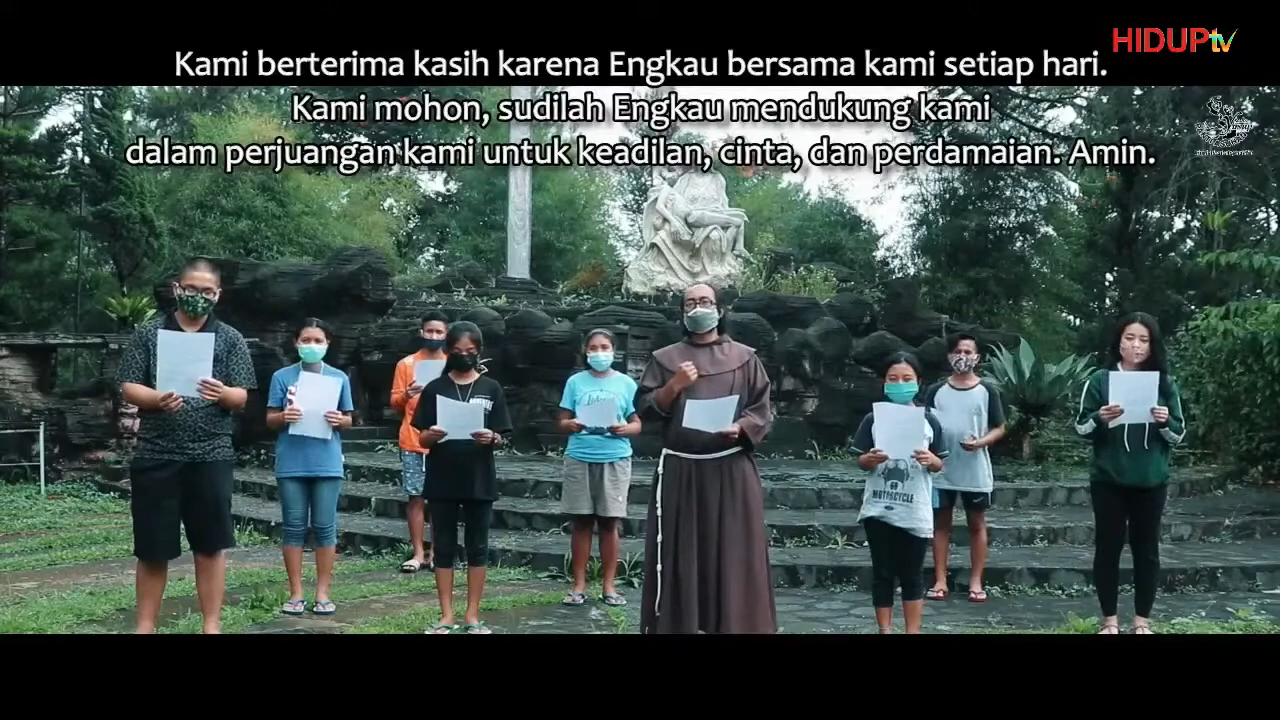 HIDUPtv
Kami berterima kasih karena Engkau bersama kami setiap hari.
Kami mohon, sudilah Engkau mendukung kami
dalam perjuangan kami untuk keadilan, cinta, dan perdamaian. Amin.
MOTORCYCLE